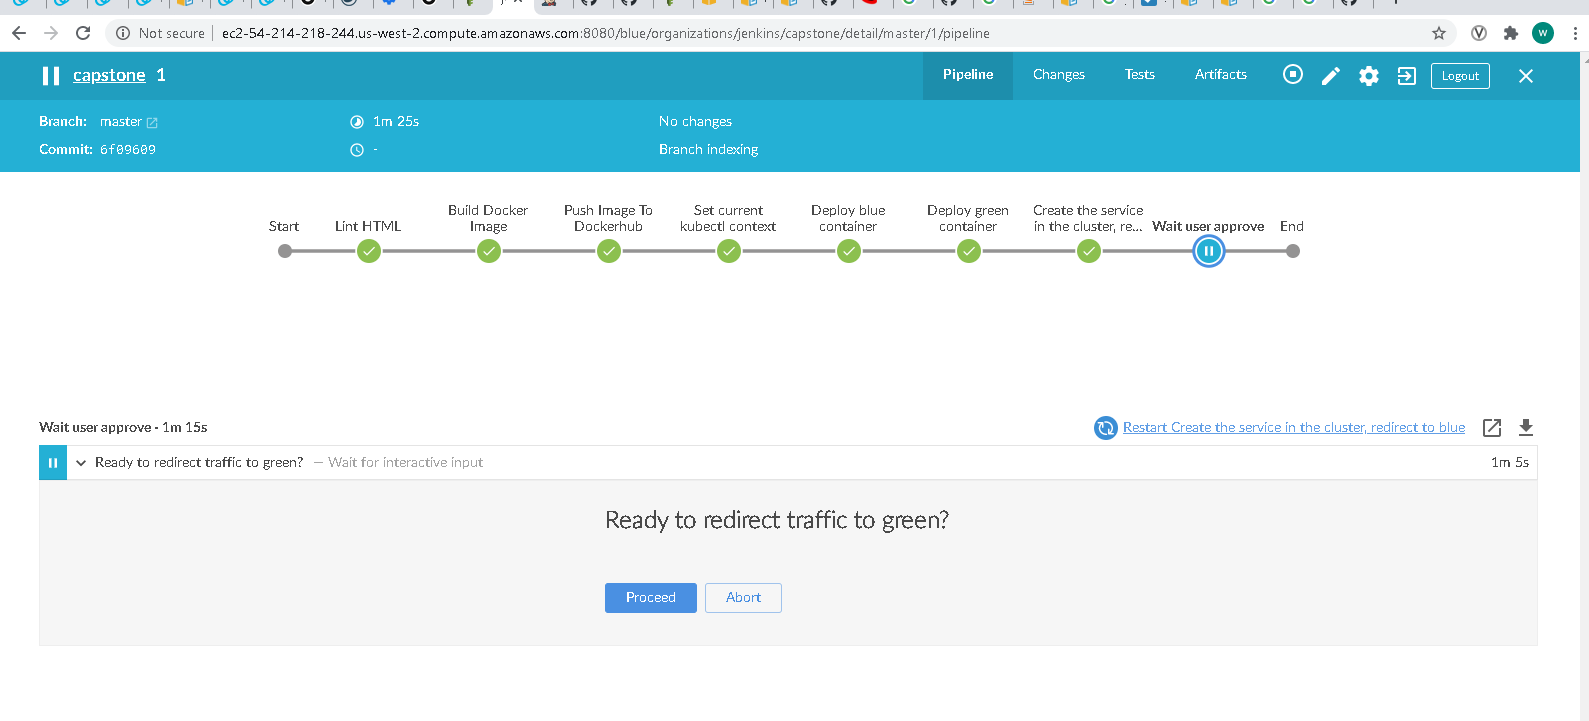 Not secure | ec2-54-214-218-244.us-west-2.compute.amazonaws.com:8080/blue/organizations/jenkins/capstone/detail/master/1/pipeline
W
capstone 1
Pipeline Changes Tests Artifacts Logout
Branch: master 1m 25s No changes
Commit: 6f09609 - Branch indexing
Start
Lint HTML
Build Docker
Image
Push Image To
Dockerhub
Set current
kubectl context
Deploy blue
container
Deploy green
container
Create the service
in the cluster, re...
Wait user approve
End
Wait user approve - 1m 15s
Restart Create the service in the cluster, redirect to blue
Ready to redirect traffic to green? — Wait for interactive input 1m 5s
Ready to redirect traffic to green?
Proceed Abort